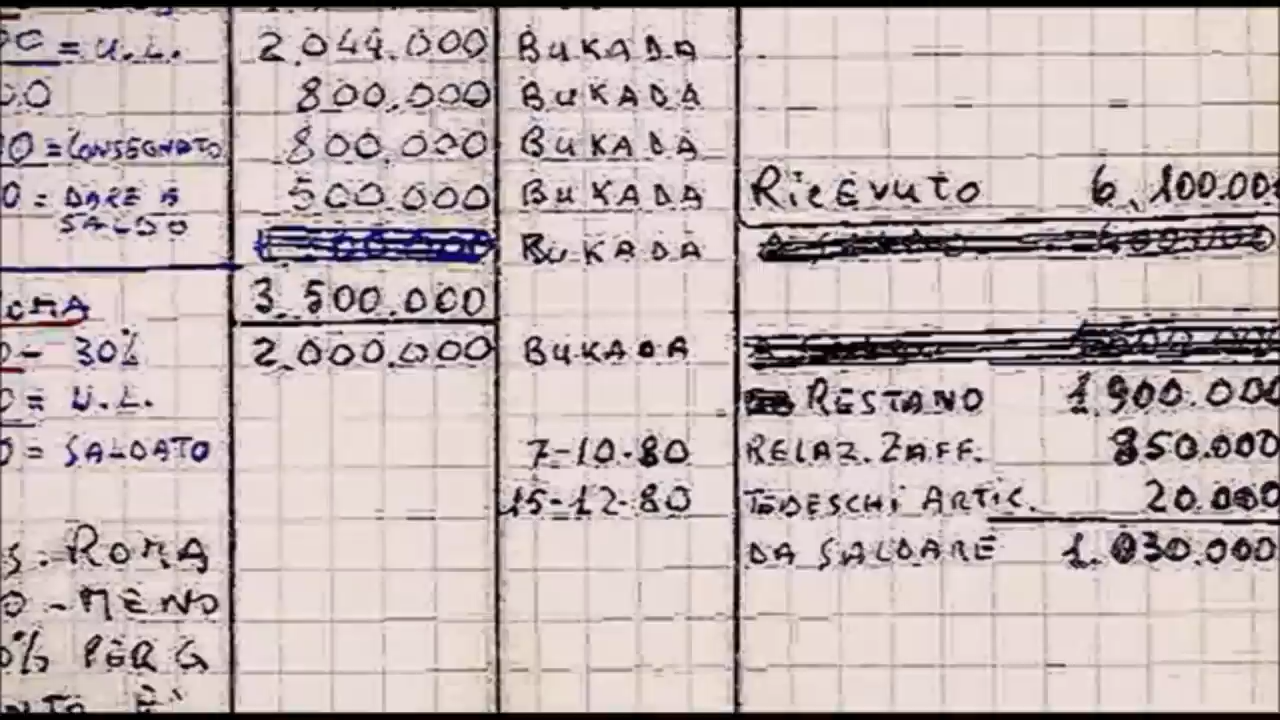 = U.L. 2.044.000 BUKADA
800.000 BUKADA
= CONSEGNATO 800.000 BUKADA
= DARE A SALDO 500.000 BUKADA RICEVUTO 6.100.00
BUKADA
3.500.000
30% 2.000.000 BUKADA
= U.L. RESTANO 1.900.000
= SALDATO 7-10-80 RELAZ. ZAFF. 850.000
15-12-80 TEDESCHI ARTIC. 20.000
ROMA DA SALDARE 1.030.000
- MENO
% PER G